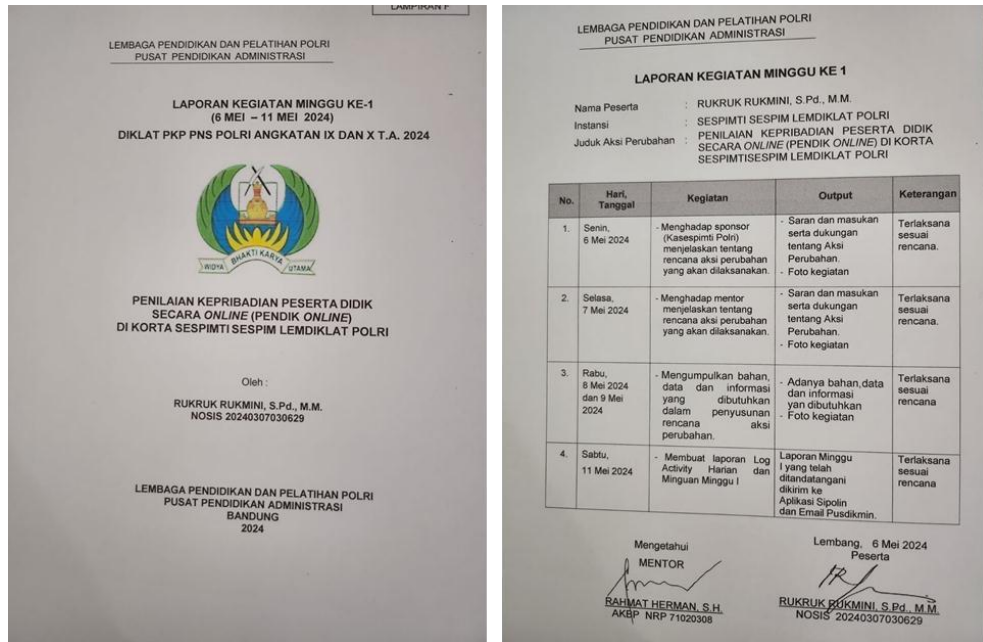 LAMPIRAN F
LEMBAGA PENDIDIKAN DAN PELATIHAN POLRI
PUSAT PENDIDIKAN ADMINISTRASI
LAPORAN KEGIATAN MINGGU KE-1
(6 MEI – 11 MEI 2024)
DIKLAT PKP PNS POLRI ANGKATAN IX DAN X T.A. 2024
WIDYA BHAKTI KARYA UTAMA
PENILAIAN KEPRIBADIAN PESERTA DIDIK
SECARA ONLINE (PENDIK ONLINE)
DI KORTA SESPIMTI SESPIM LEMDIKLAT POLRI
Oleh :
RUKRUK RUKMINI, S.Pd., M.M.
NOSIS 20240307030629
LEMBAGA PENDIDIKAN DAN PELATIHAN POLRI
PUSAT PENDIDIKAN ADMINISTRASI
BANDUNG
2024
LEMBAGA PENDIDIKAN DAN PELATIHAN POLRI
PUSAT PENDIDIKAN ADMINISTRASI
LAPORAN KEGIATAN MINGGU KE 1
Nama Peserta : RUKRUK RUKMINI, S.Pd., M.M.
Instansi : SESPIMTI SESPIM LEMDIKLAT POLRI
Juduk Aksi Perubahan : PENILAIAN KEPRIBADIAN PESERTA DIDIK
SECARA ONLINE (PENDIK ONLINE) DI KORTA
SESPIMTISESPIM LEMDIKLAT POLRI
No.
Hari,
Tanggal
Kegiatan
Output
Keterangan
1.
Senin,
6 Mei 2024
- Menghadap sponsor
(Kasespimti Polri)
menjelaskan tentang
rencana aksi perubahan
yang akan dilaksanakan.
- Saran dan masukan
serta dukungan
tentang Aksi
Perubahan.
- Foto kegiatan
Terlaksana
sesuai
rencana.
2.
Selasa,
7 Mei 2024
- Menghadap mentor
menjelaskan tentang
rencana aksi perubahan
yang akan dilaksanakan.
- Saran dan masukan
serta dukungan
tentang Aksi
Perubahan.
- Foto kegiatan
Terlaksana
sesuai
rencana.
3.
Rabu,
8 Mei 2024
dan 9 Mei
2024
- Mengumpulkan bahan,
data dan informasi
yang dibutuhkan
dalam penyusunan
rencana aksi
perubahan.
- Adanya bahan,data
dan informasi
yan dibutuhkan
- Foto kegiatan
Terlaksana
sesuai
rencana
4.
Sabtu,
11 Mei 2024
- Membuat laporan Log
Activity Harian dan
Minguan Minggu I
Laporan Minggu
I yang telah
ditandatangani
dikirim ke
Aplikasi Sipolin
dan Email Pusdikmin.
Terlaksana
sesuai
rencana
Mengetahui
MENTOR
RAHMAT HERMAN, S.H.
AKBP NRP 71020308
Lembang, 6 Mei 2024
Peserta
RUKRUK RUKMINI, S.Pd., M.M.
NOSIS 20240307030629